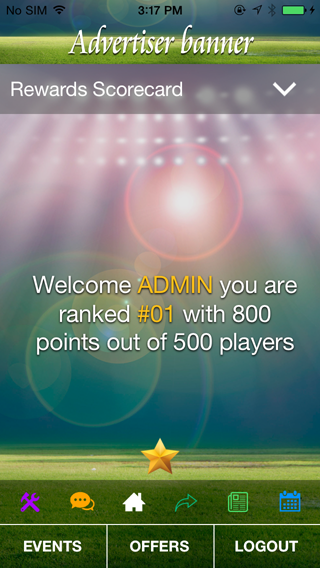 No SIM 3:17 PM
Advertiser banner
Rewards Scorecard
Welcome ADMIN you are
ranked #01 with 800
points out of 500 players
EVENTS OFFERS LOGOUT